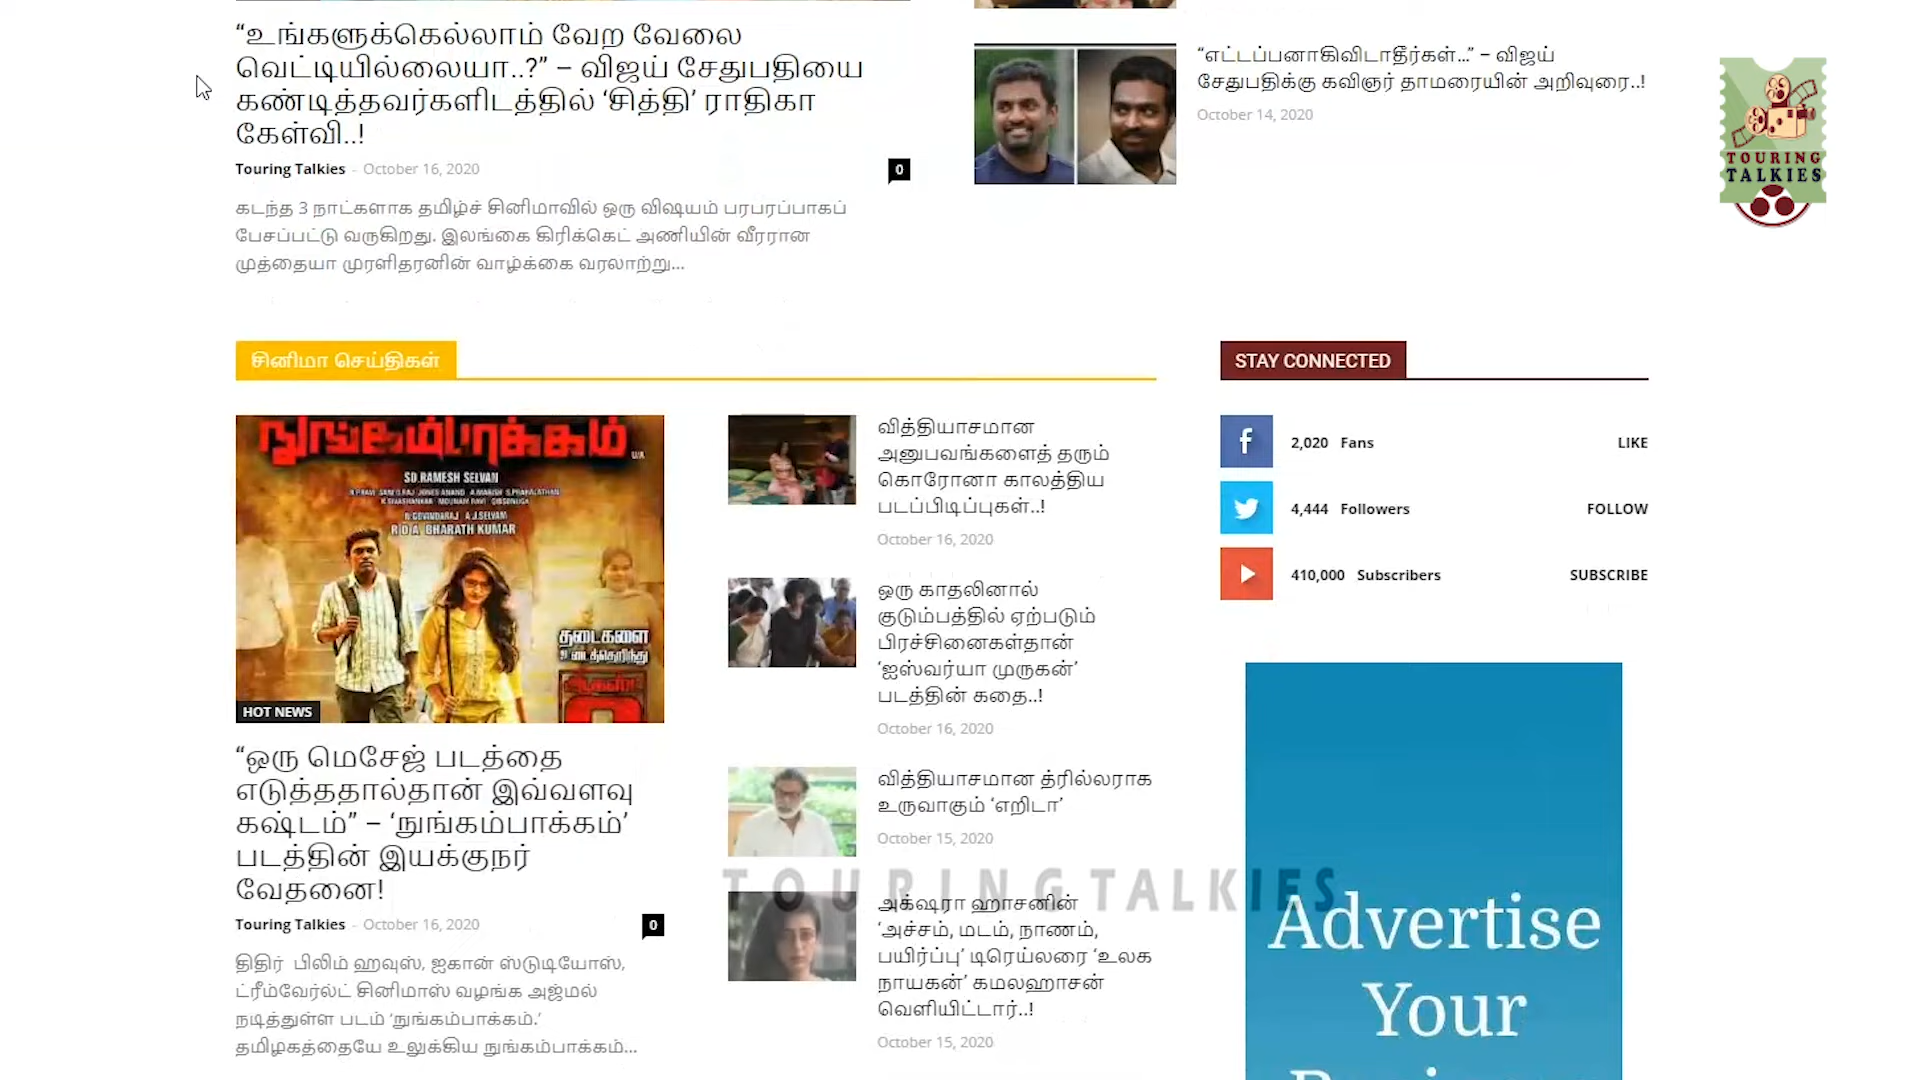 “உங்களுக்கெல்லாம் வேற வேலை
வெட்டியில்லையா..?” – விஜய் சேதுபதியை
கண்டித்தவர்களிடத்தில் ‘சித்தி’ ராதிகா
கேள்வி..!
Touring Talkies - October 16, 2020
0
கடந்த 3 நாட்களாக தமிழ்ச் சினிமாவில் ஒரு விஷயம் பரபரப்பாகப்
பேசப்பட்டு வருகிறது. இலங்கை கிரிக்கெட் அணியின் வீரரான
முத்தையா முரளிதரனின் வாழ்க்கை வரலாற்று...
“எட்டப்பனாகிவிடாதீர்கள்...” – விஜய்
சேதுபதிக்கு கவிஞர் தாமரையின் அறிவுரை..!
October 14, 2020
TOURING
TALKIES
சினிமா செய்திகள்
நுங்கம்பாக்கம்
U/A
SD.RAMESH SELVAN
R.GOVINDARAJ A.J.SELVAM
R.D.A BHARATH KUMAR
தடைகளை
உடைத்தெறிந்து
HOT NEWS
“ஒரு மெசேஜ் படத்தை
எடுத்ததால்தான் இவ்வளவு
கஷ்டம்” – ‘நுங்கம்பாக்கம்’
படத்தின் இயக்குநர்
வேதனை!
Touring Talkies - October 16, 2020
0
திதிர்  பிலிம் ஹவுஸ், ஐகான் ஸ்டுடியோஸ்,
ட்ரீம்வேர்ல்ட் சினிமாஸ் வழங்க அஜ்மல்
நடித்துள்ள படம் ‘நுங்கம்பாக்கம்.’
தமிழகத்தையே உலுக்கிய நுங்கம்பாக்கம்...
வித்தியாசமான
அனுபவங்களைத் தரும்
கொரோனா காலத்திய
படப்பிடிப்புகள்..!
October 16, 2020
ஒரு காதலினால்
குடும்பத்தில் ஏற்படும்
பிரச்சினைகள்தான்
‘ஐஸ்வர்யா முருகன்’
படத்தின் கதை..!
October 16, 2020
வித்தியாசமான த்ரில்லராக
உருவாகும் ‘எறிடா’
October 15, 2020
TOURING TALKIES
அக்ஷரா ஹாசனின்
‘அச்சம், மடம், நாணம்,
பயிர்ப்பு’ டிரெய்லரை ‘உலக
நாயகன்’ கமலஹாசன்
வெளியிட்டார்..!
October 15, 2020
STAY CONNECTED
2,020 Fans LIKE
4,444 Followers FOLLOW
410,000 Subscribers SUBSCRIBE
Advertise
Your